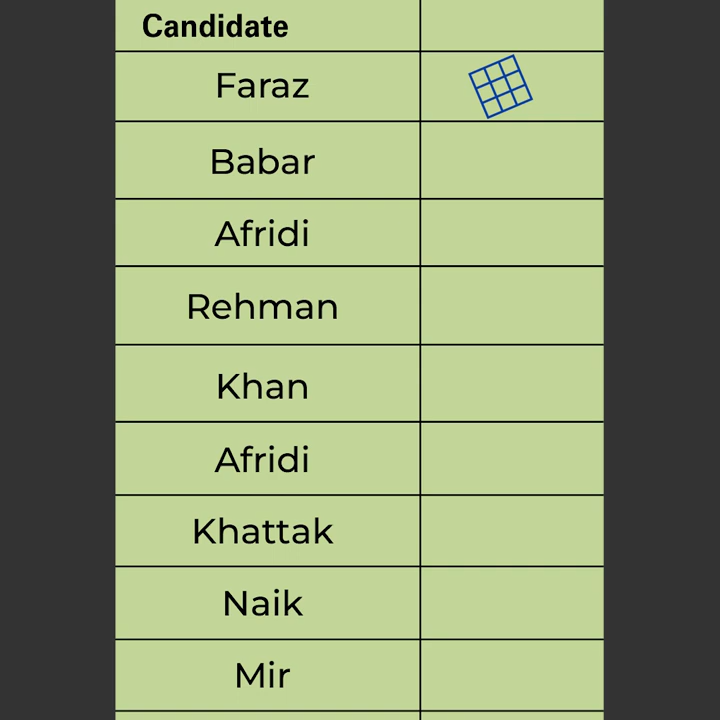 Candidate
Faraz
Babar
Afridi
Rehman
Khan
Afridi
Khattak
Naik
Mir